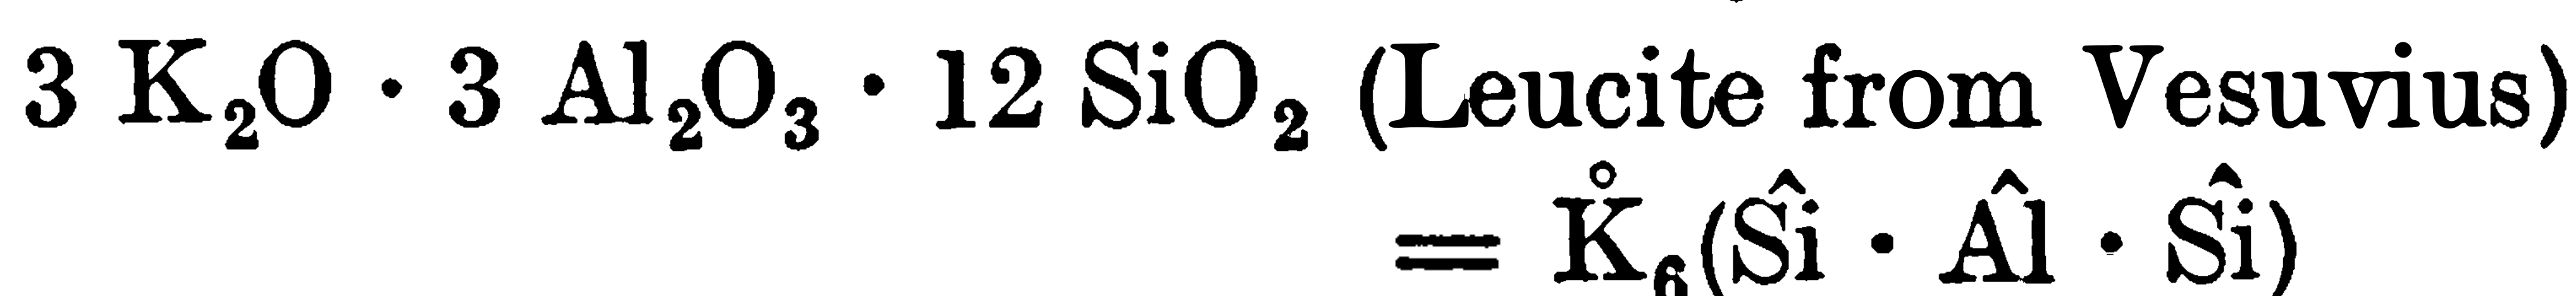 3 K₂O · 3 Al₂O₃ · 12 SiO₂ (Leucite from Vesuvius)
= K̊₆(Ŝi · Âl · Ŝi)